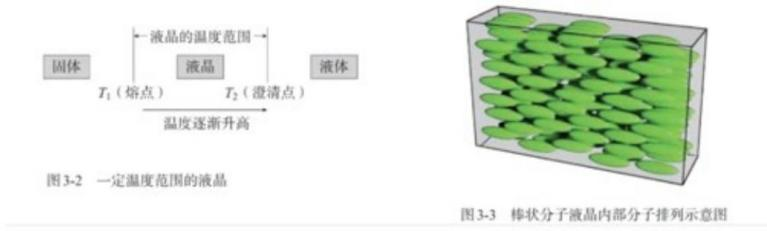 液晶的温度范围
固体 液晶 液体
T₁（熔点） T₂（澄清点）
温度逐渐升高
图3-2 一定温度范围的液晶
图3-3 棒状分子液晶内部分子排列示意图